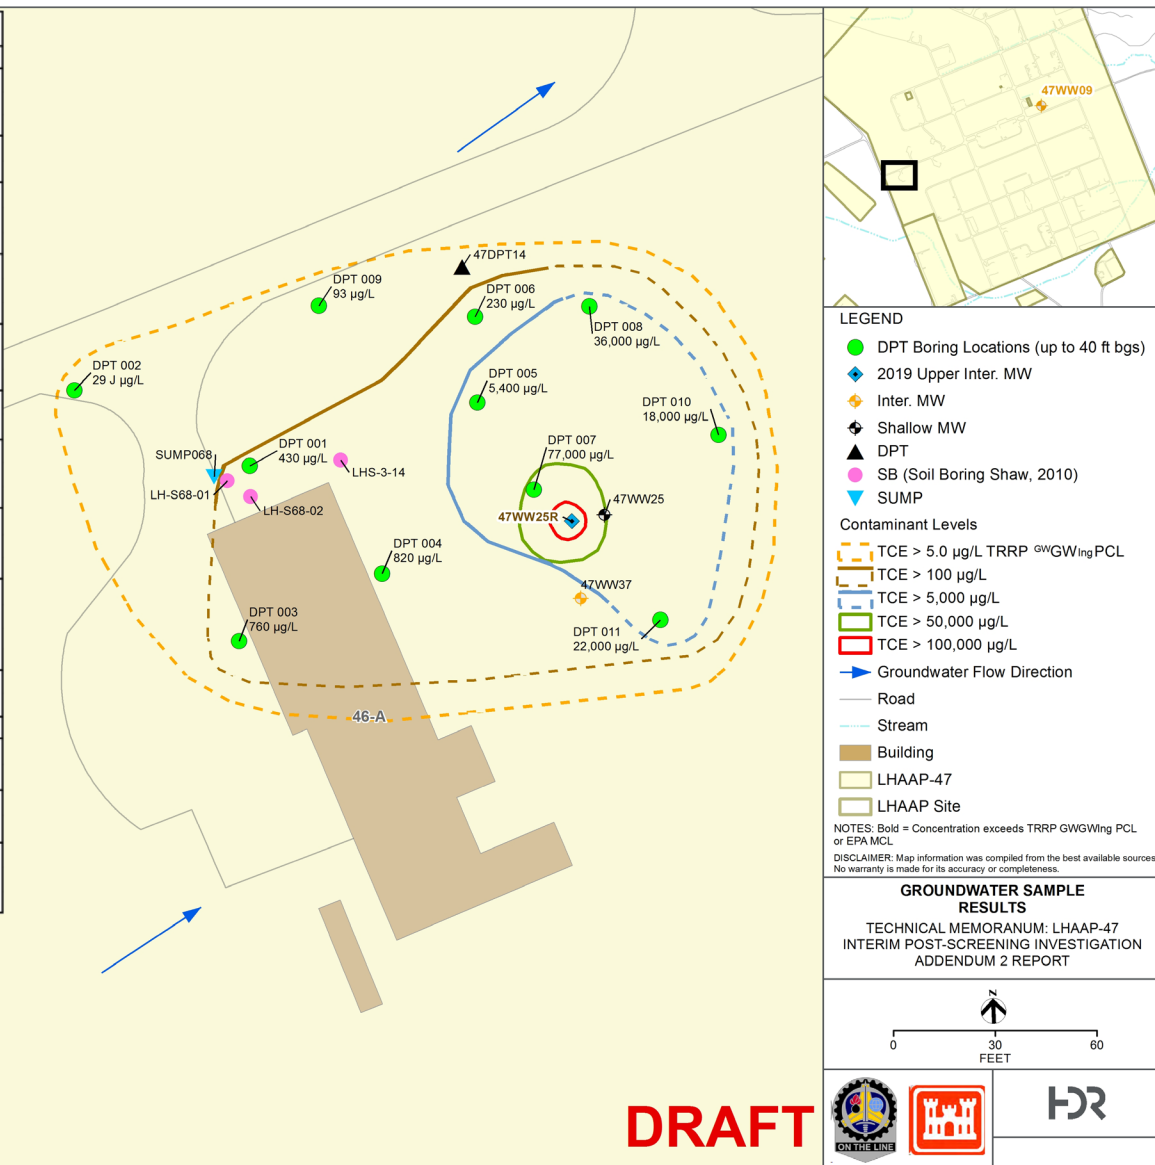 47DPT14
DPT 009
93 µg/L
DPT 006
230 µg/L
DPT 008
36,000 µg/L
DPT 002
29 J µg/L
DPT 005
5,400 µg/L
DPT 010
18,000 µg/L
DPT 007
77,000 µg/L
SUMP068
DPT 001
430 µg/L
LHS-3-14
LH-S68-01
LH-S68-02
47WW25
47WW25R
DPT 004
820 µg/L
47WW37
DPT 003
760 µg/L
DPT 011
22,000 µg/L
46-A
DRAFT
47WW09
LEGEND
DPT Boring Locations (up to 40 ft bgs)
2019 Upper Inter. MW
Inter. MW
Shallow MW
DPT
SB (Soil Boring Shaw, 2010)
SUMP
Contaminant Levels
TCE > 5.0 µg/L TRRP GWGWIngPCL
TCE > 100 µg/L
TCE > 5,000 µg/L
TCE > 50,000 µg/L
TCE > 100,000 µg/L
Groundwater Flow Direction
Road
Stream
Building
LHAAP-47
LHAAP Site
NOTES: Bold = Concentration exceeds TRRP GWGWIng PCL
or EPA MCL
DISCLAIMER: Map information was compiled from the best available sources
No warranty is made for its accuracy or completeness.
GROUNDWATER SAMPLE
RESULTS
TECHNICAL MEMORANUM: LHAAP-47
INTERIM POST-SCREENING INVESTIGATION
ADDENDUM 2 REPORT
N
0 30 60
FEET
ON THE LINE
HDR